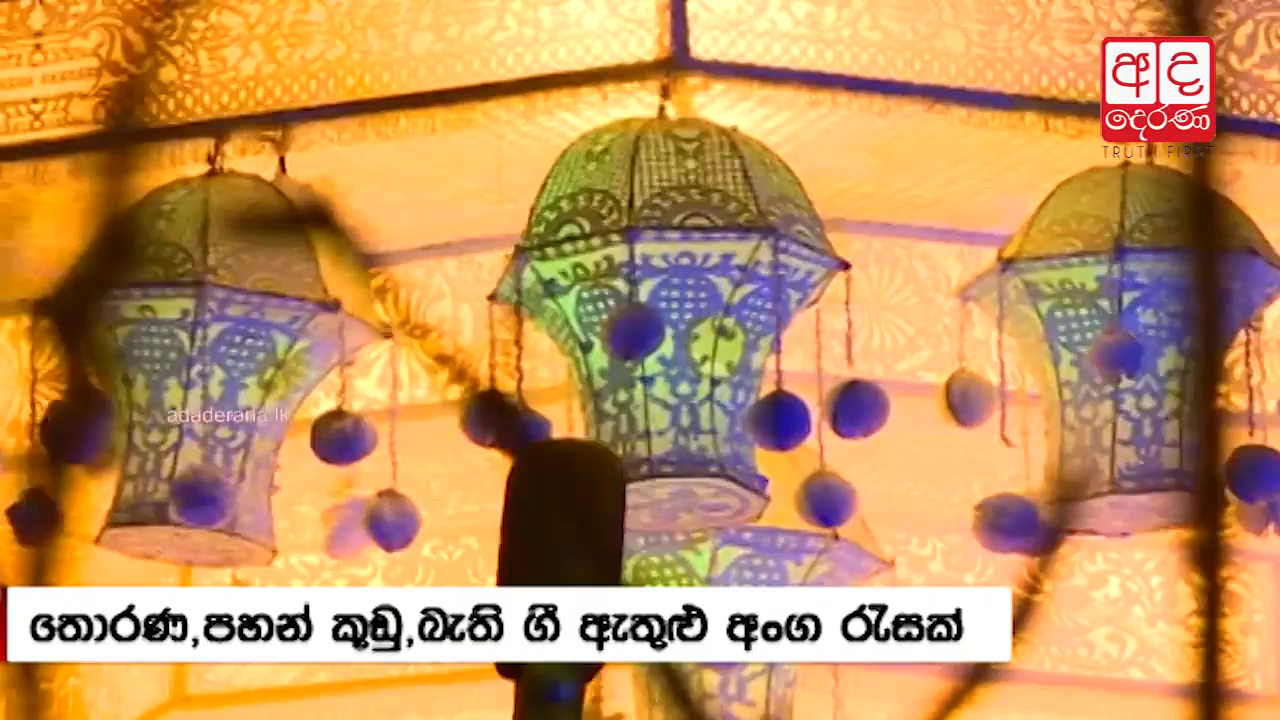 අද
දෙරණ
TRUTH FIRST
adaderana.lk
තොරණ,පහන් කූඩු,බැති ගී ඇතුළු අංග රැසක්